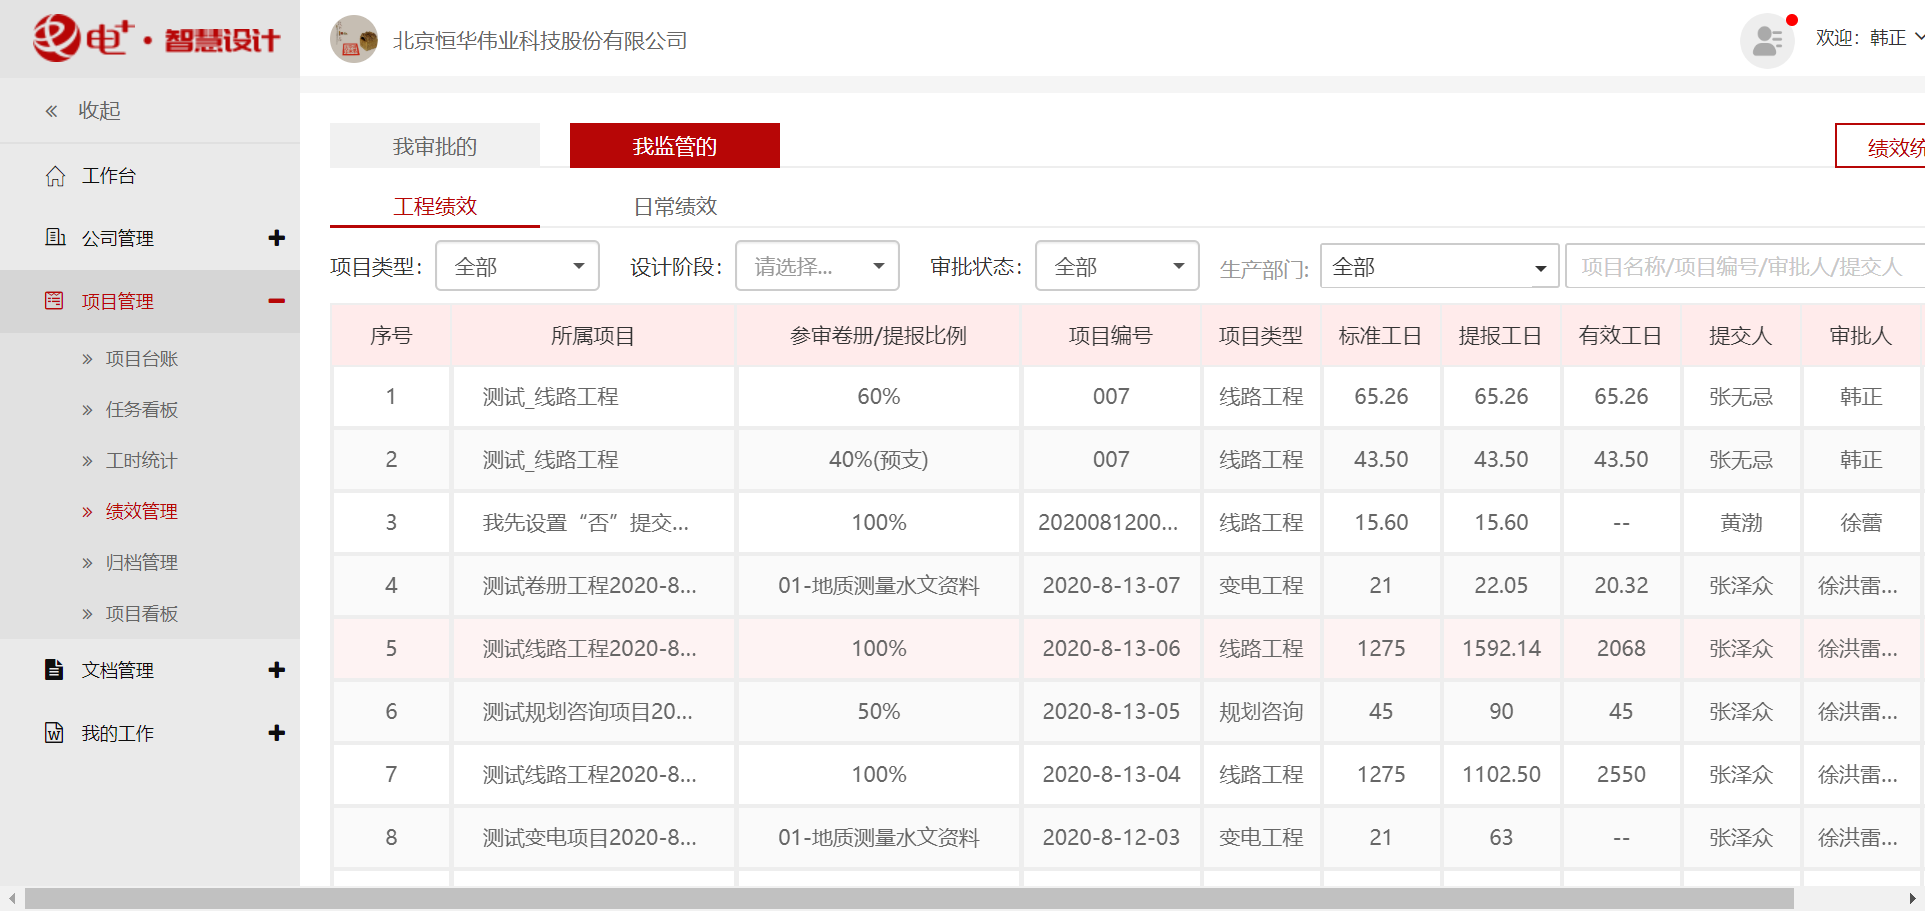 电+·智慧设计
北京恒华伟业科技股份有限公司
欢迎：韩正
« 收起
工作台
公司管理
项目管理
» 项目台账
» 任务看板
» 工时统计
» 绩效管理
» 归档管理
» 项目看板
文档管理
我的工作
我审批的 我监管的 绩效统
工程绩效 日常绩效
项目类型： 全部 设计阶段： 请选择... 审批状态： 全部 生产部门: 全部 项目名称/项目编号/审批人/提交人
序号 所属项目 参审卷册/提报比例 项目编号 项目类型 标准工日 提报工日 有效工日 提交人 审批人
1 测试_线路工程 60% 007 线路工程 65.26 65.26 65.26 张无忌 韩正
2 测试_线路工程 40%(预支) 007 线路工程 43.50 43.50 43.50 张无忌 韩正
3 我先设置“否”提交... 100% 2020081200... 线路工程 15.60 15.60 -- 黄渤 徐蕾
4 测试卷册工程2020-8... 01-地质测量水文资料 2020-8-13-07 变电工程 21 22.05 20.32 张泽众 徐洪雷...
5 测试线路工程2020-8... 100% 2020-8-13-06 线路工程 1275 1592.14 2068 张泽众 徐洪雷...
6 测试规划咨询项目20... 50% 2020-8-13-05 规划咨询 45 90 45 张泽众 徐洪雷...
7 测试线路工程2020-8... 100% 2020-8-13-04 线路工程 1275 1102.50 2550 张泽众 徐洪雷...
8 测试变电项目2020-8... 01-地质测量水文资料 2020-8-12-03 变电工程 21 63 -- 张泽众 徐洪雷...